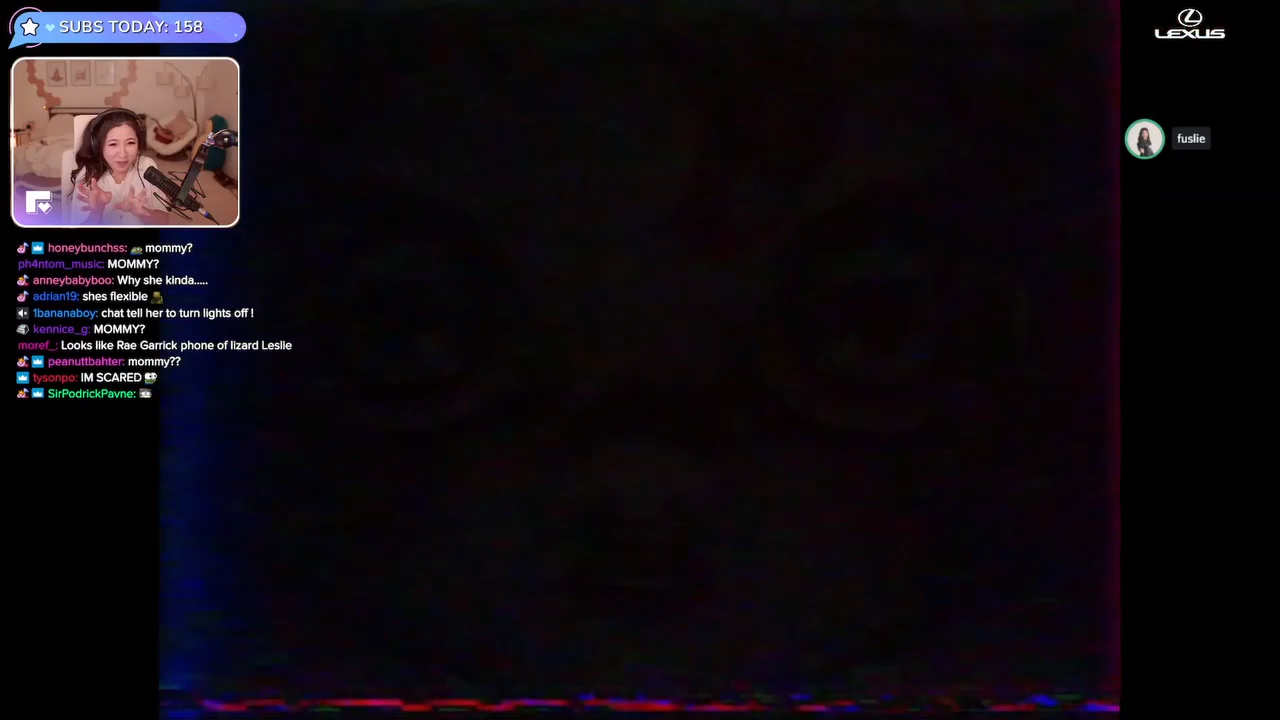 SUBS TODAY: 158
LEXUS
fuslie
honeybunchss: mommy?
ph4ntom_music: MOMMY?
anneybabyboo: Why she kinda.....
adrian19: shes flexible
1bananaboy: chat tell her to turn lights off !
kennice_g: MOMMY?
moref_: Looks like Rae Garrick phone of lizard Leslie
peanuttbahter: mommy??
tysonpo: IM SCARED
SirPodrickPavne: